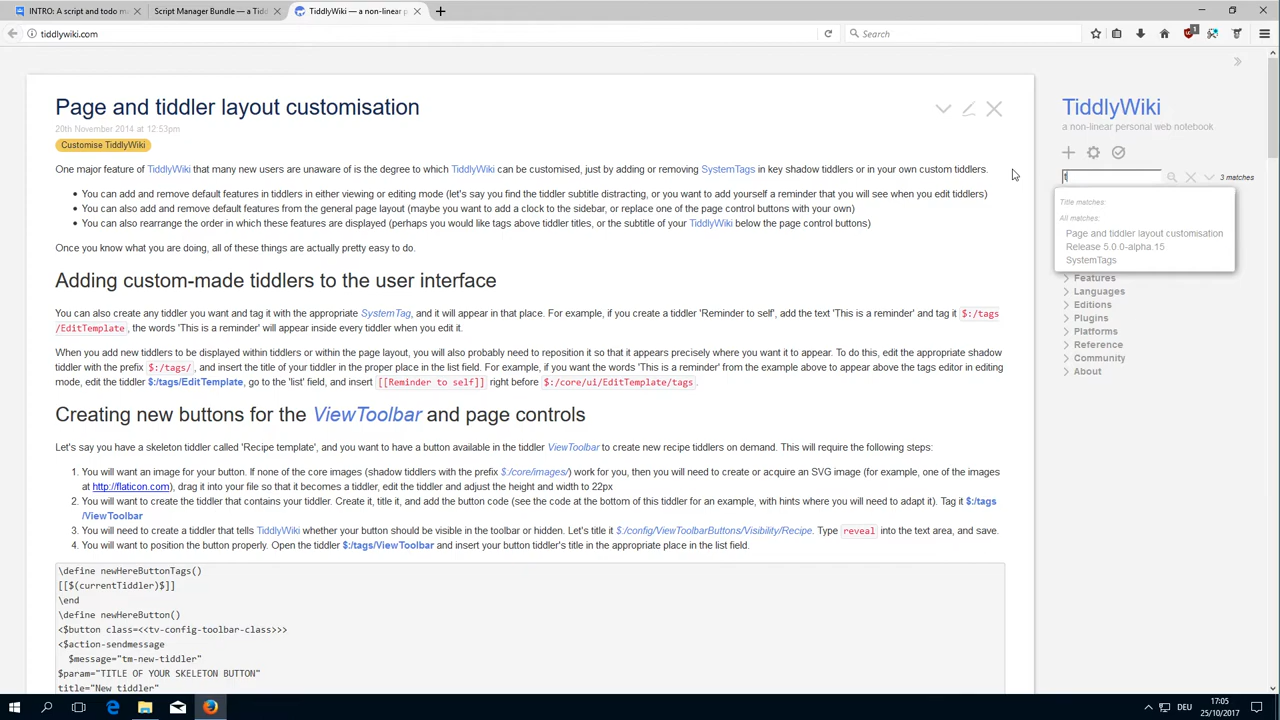 INTRO: A script and todo m
Script Manager Bundle — a Tidd
TiddlyWiki — a non-linear p
tiddlywiki.com
Search
1
Page and tiddler layout customisation
20th November 2014 at 12:53pm
Customise TiddlyWiki
One major feature of TiddlyWiki that many new users are unaware of is the degree to which TiddlyWiki can be customised, just by adding or removing SystemTags in key shadow tiddlers or in your own custom tiddlers.
• You can add and remove default features in tiddlers in either viewing or editing mode (let's say you find the tiddler subtitle distracting, or you want to add yourself a reminder that you will see when you edit tiddlers)
• You can also add and remove default features from the general page layout (maybe you want to add a clock to the sidebar, or replace one of the page control buttons with your own)
• You can also rearrange the order in which these features are displayed (perhaps you would like tags above tiddler titles, or the subtitle of your TiddlyWiki below the page control buttons)
Once you know what you are doing, all of these things are actually pretty easy to do.
Adding custom-made tiddlers to the user interface
You can also create any tiddler you want and tag it with the appropriate SystemTag, and it will appear in that place. For example, if you create a tiddler 'Reminder to self', add the text 'This is a reminder' and tag it $:/tags
/EditTemplate, the words 'This is a reminder' will appear inside every tiddler when you edit it.
When you add new tiddlers to be displayed within tiddlers or within the page layout, you will also probably need to reposition it so that it appears precisely where you want it to appear. To do this, edit the appropriate shadow
tiddler with the prefix $:/tags/, and insert the title of your tiddler in the proper place in the list field. For example, if you want the words 'This is a reminder' from the example above to appear above the tags editor in editing
mode, edit the tiddler $:/tags/EditTemplate, go to the 'list' field, and insert [[Reminder to self]] right before $:/core/ui/EditTemplate/tags.
Creating new buttons for the ViewToolbar and page controls
Let's say you have a skeleton tiddler called 'Recipe template', and you want to have a button available in the tiddler ViewToolbar to create new recipe tiddlers on demand. This will require the following steps:
1. You will want an image for your button. If none of the core images (shadow tiddlers with the prefix $:/core/images/) work for you, then you will need to create or acquire an SVG image (for example, one of the images
at http://flaticon.com), drag it into your file so that it becomes a tiddler, edit the tiddler and adjust the height and width to 22px
2. You will want to create the tiddler that contains your tiddler. Create it, title it, and add the button code (see the code at the bottom of this tiddler for an example, with hints where you will need to adapt it). Tag it $:/tags
/ViewToolbar
3. You will need to create a tiddler that tells TiddlyWiki whether your button should be visible in the toolbar or hidden. Let's title it $:/config/ViewToolbarButtons/Visibility/Recipe. Type reveal into the text area, and save.
4. You will want to position the button properly. Open the tiddler $:/tags/ViewToolbar and insert your button tiddler's title in the appropriate place in the list field.
\define newHereButtonTags()
[[$(currentTiddler)$]]
\end
\define newHereButton()
<$button class=<<tv-config-toolbar-class>>>
<$action-sendmessage
$message="tm-new-tiddler"
$param="TITLE OF YOUR SKELETON BUTTON"
title="New tiddler"
TiddlyWiki
a non-linear personal web notebook
t
3 matches
Title matches:
All matches:
Page and tiddler layout customisation
Release 5.0.0-alpha.15
SystemTags
Features
Languages
Editions
Plugins
Platforms
Reference
Community
About
DEU
17:05
25/10/2017